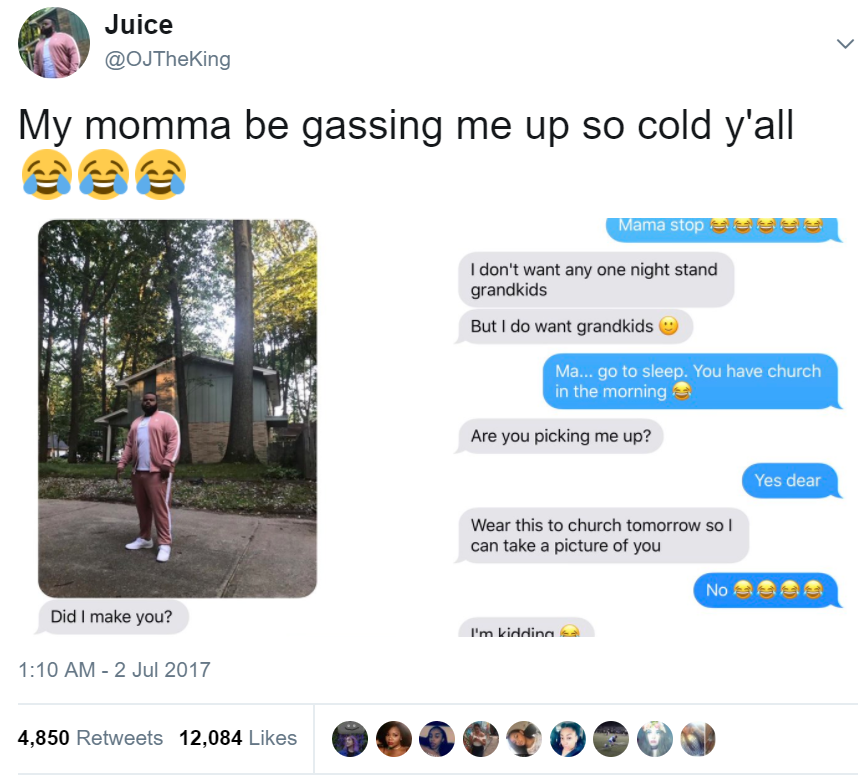 Juice
@OJTheKing
My momma be gassing me up so cold y'all
😂😂😂
Mama stop 😂😂😂😂😂
I don't want any one night stand
grandkids
But I do want grandkids 🙂
Ma... go to sleep. You have church
in the morning 😂
Are you picking me up?
Yes dear
Wear this to church tomorrow so I
can take a picture of you
No 😂😂😂😂
I'm kidding 😂
Did I make you?
1:10 AM - 2 Jul 2017
4,850 Retweets 12,084 Likes